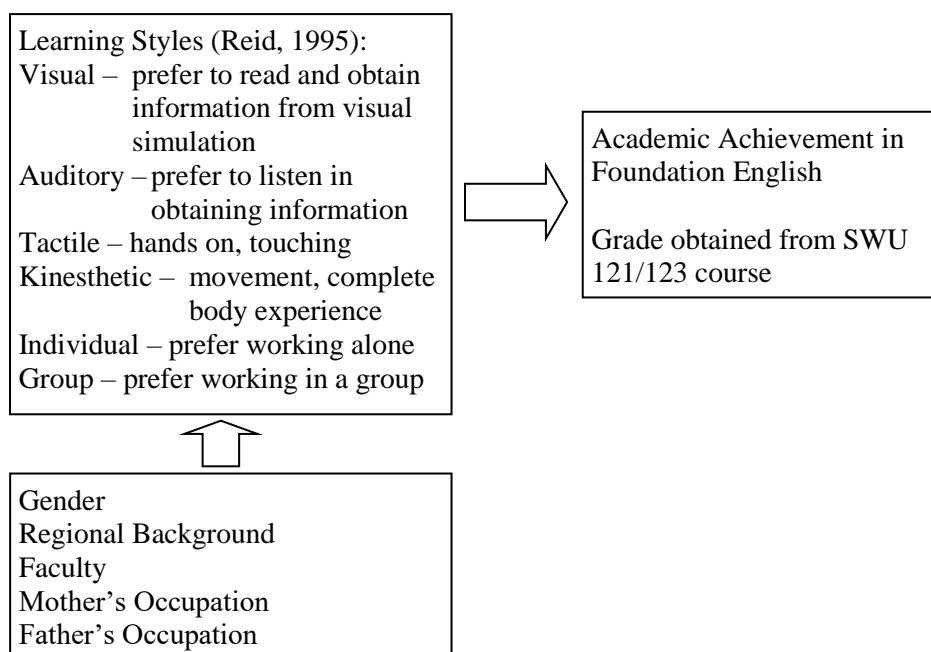 Learning Styles (Reid, 1995):
Visual – prefer to read and obtain
information from visual
simulation
Auditory – prefer to listen in
obtaining information
Tactile – hands on, touching
Kinesthetic – movement, complete
body experience
Individual – prefer working alone
Group – prefer working in a group
Academic Achievement in
Foundation English
Grade obtained from SWU
121/123 course
Gender
Regional Background
Faculty
Mother’s Occupation
Father’s Occupation